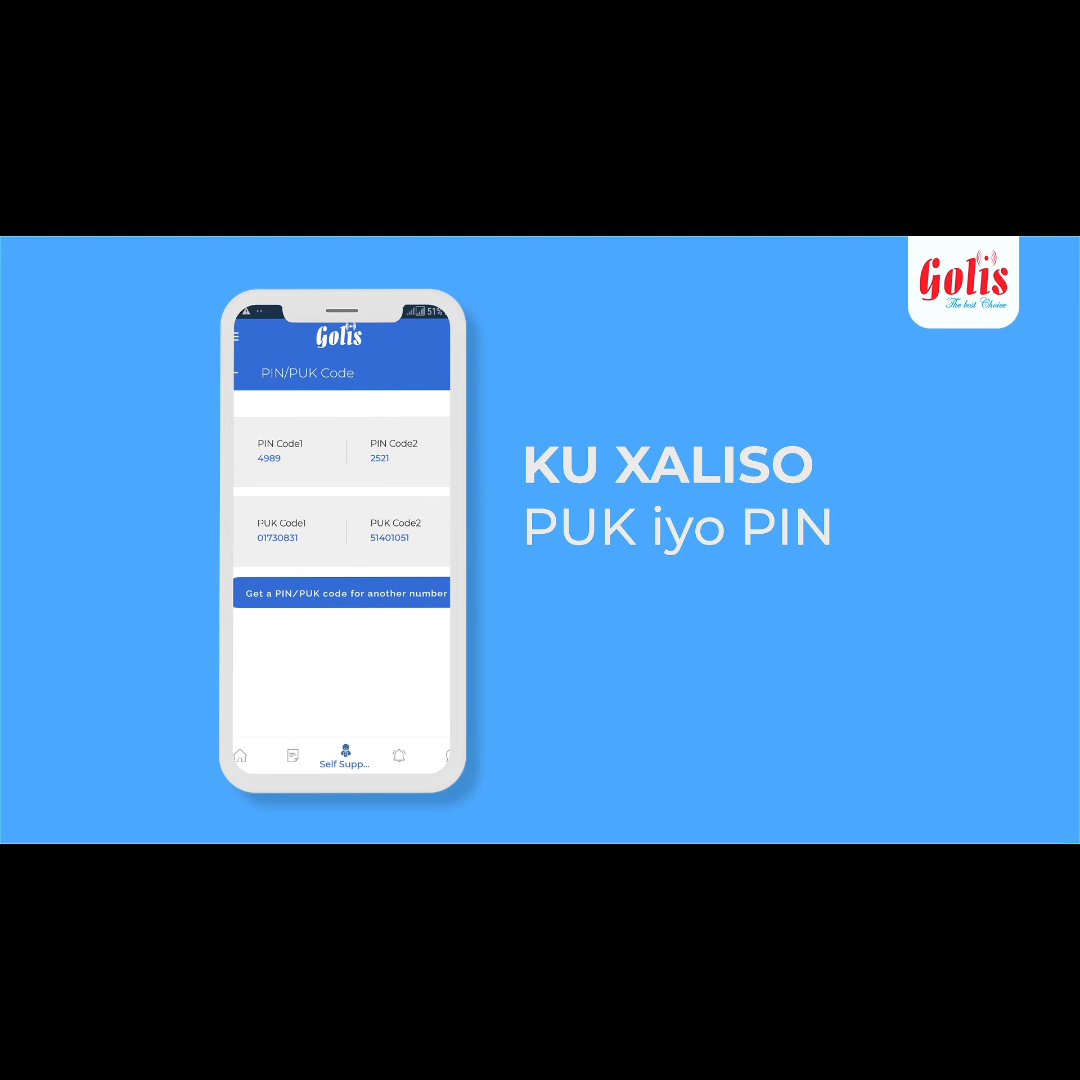 51%
Golis
PIN/PUK Code
PIN Code1
PIN Code2
4989
2521
PUK Code1
PUK Code2
01730831
51401051
Get a PIN/PUK code for another number
Self Supp...
KU XALISO
PUK iyo PIN
Golis
The best Choice